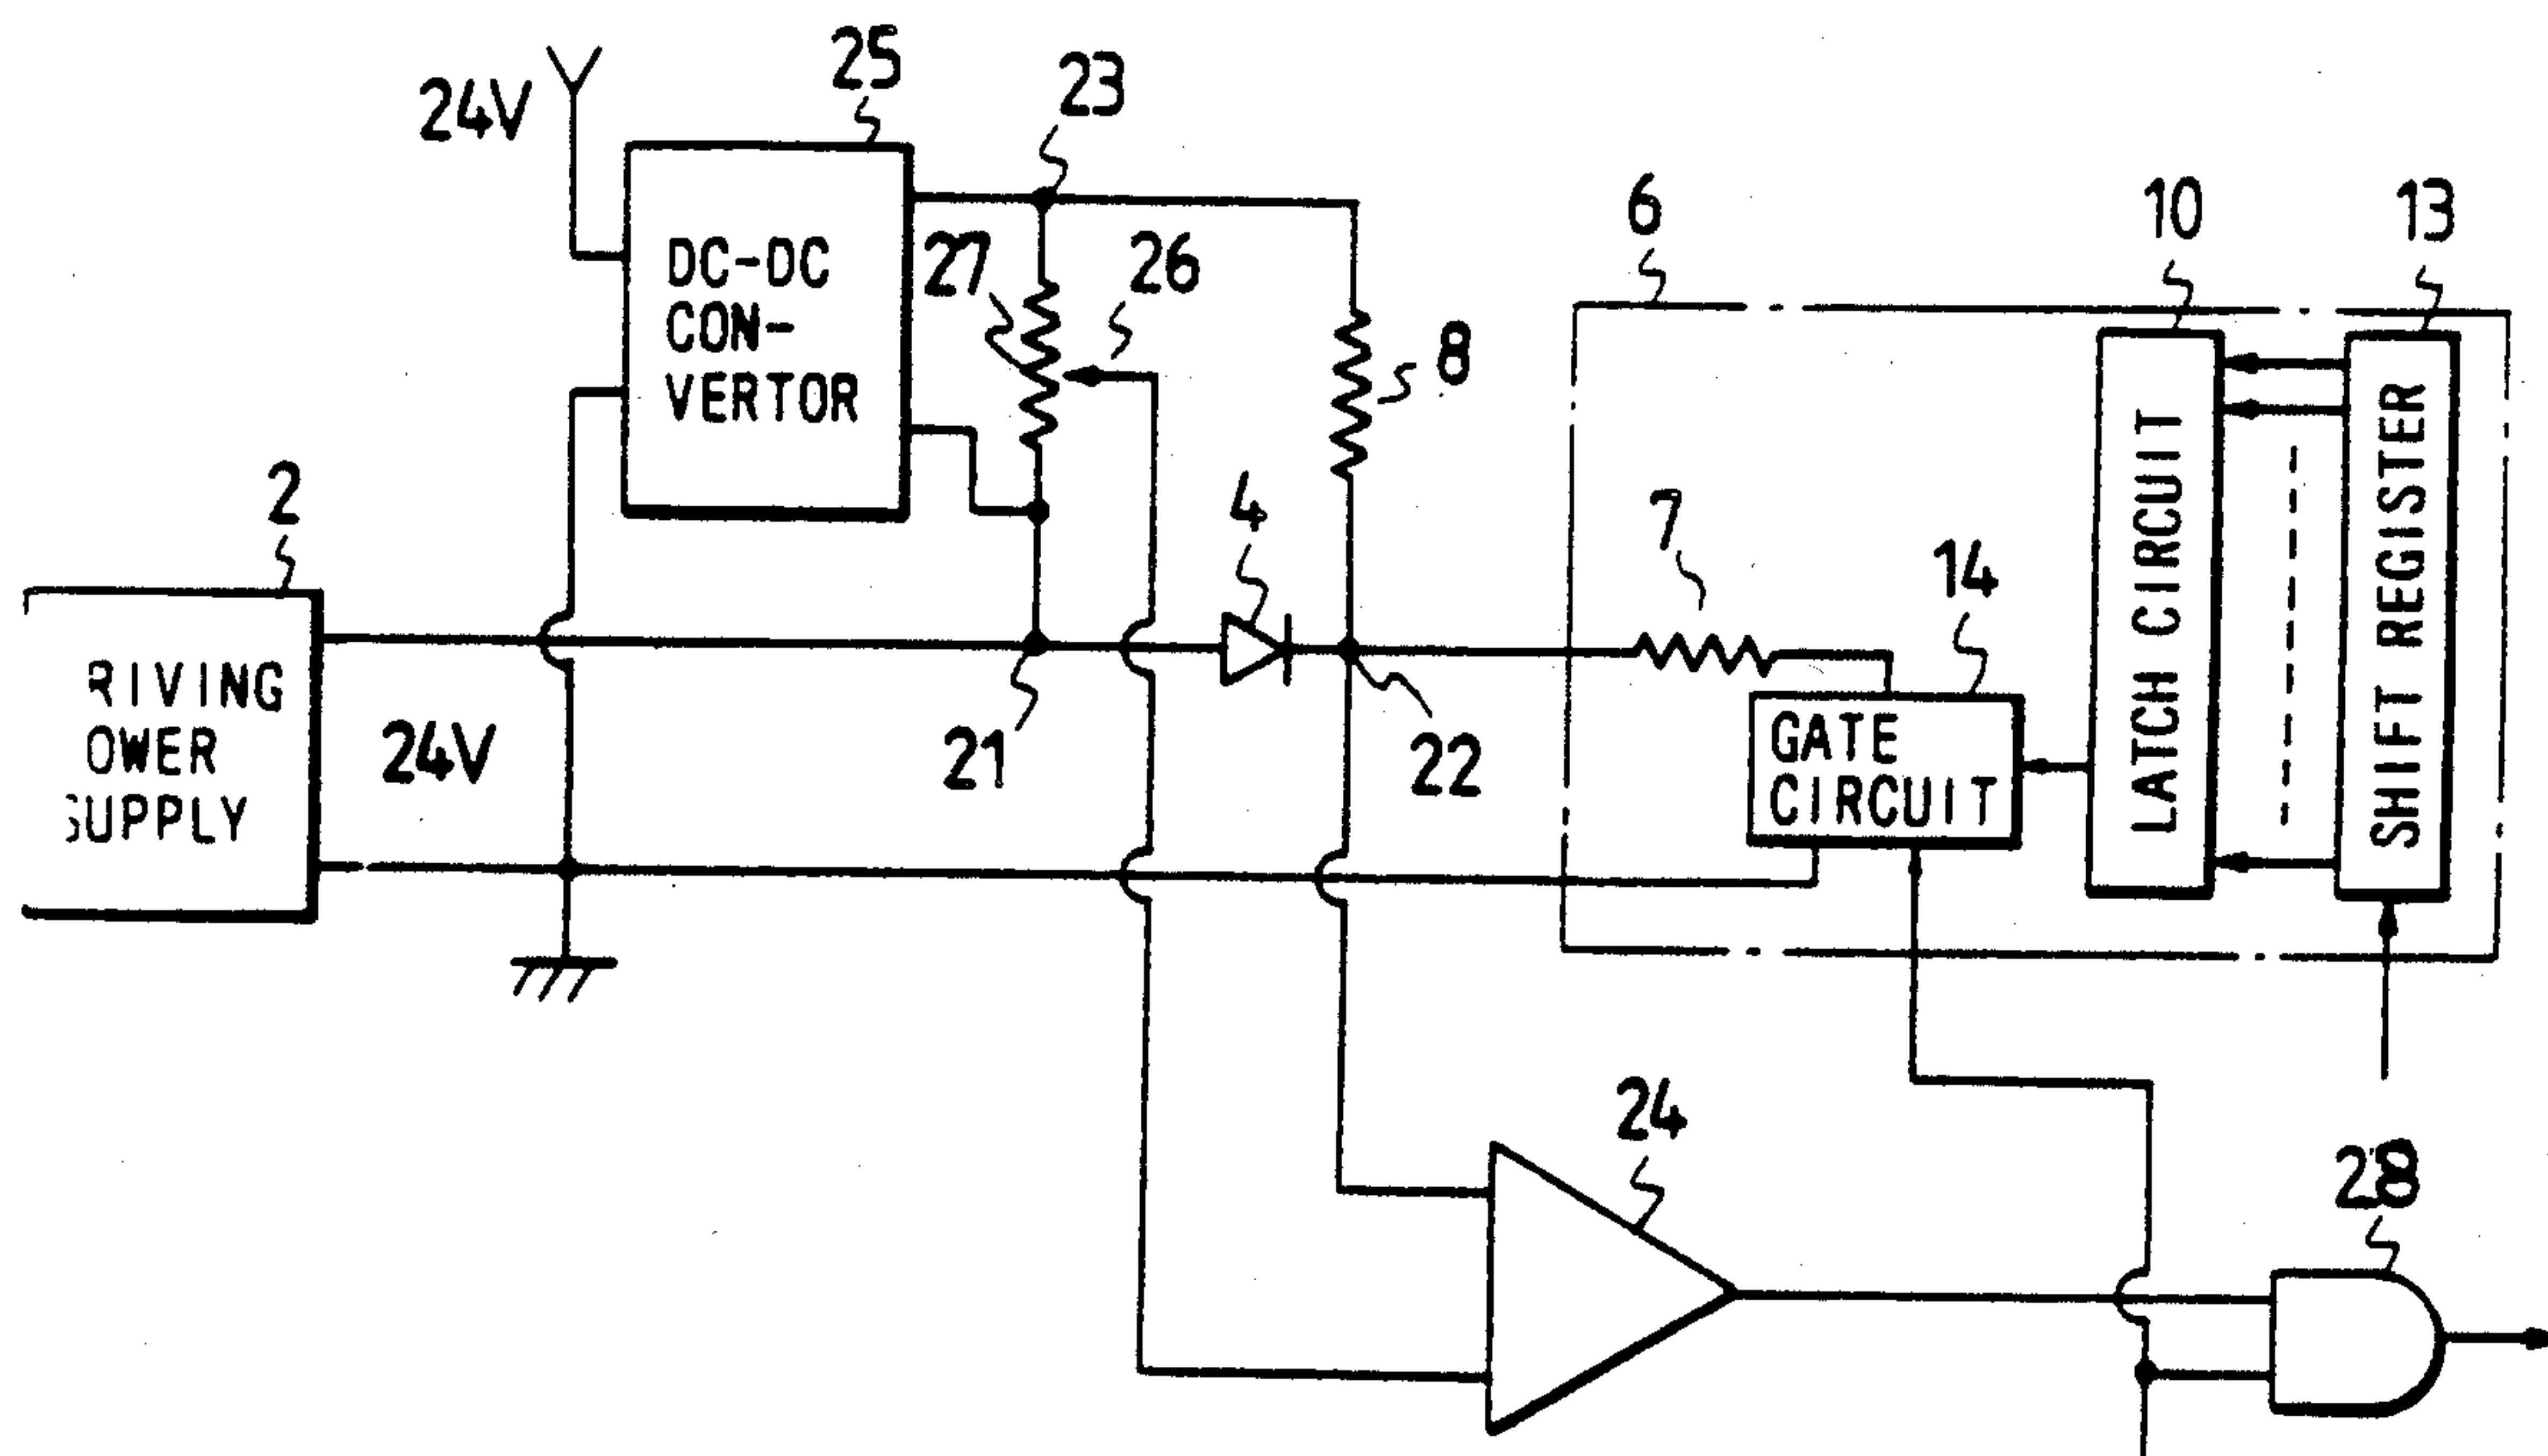 25
23
24V
DC-DC
CON-
VERTOR
27
26
8
6
10
13
2
4
7
14
RIVING
OWER
SUPPLY
24V
21
22
GATE
CIRCUIT
LATCH CIRCUIT
SHIFT REGISTER
24
28